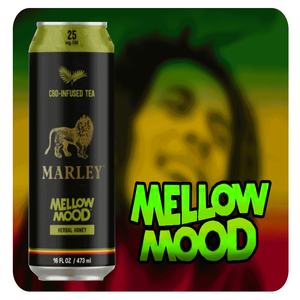 25
mg CBD
CBD-INFUSED TEA
MARLEY
MELLOW
MOOD
HERBAL HONEY
16 FL OZ / 473 ml
MELLOW
MOOD